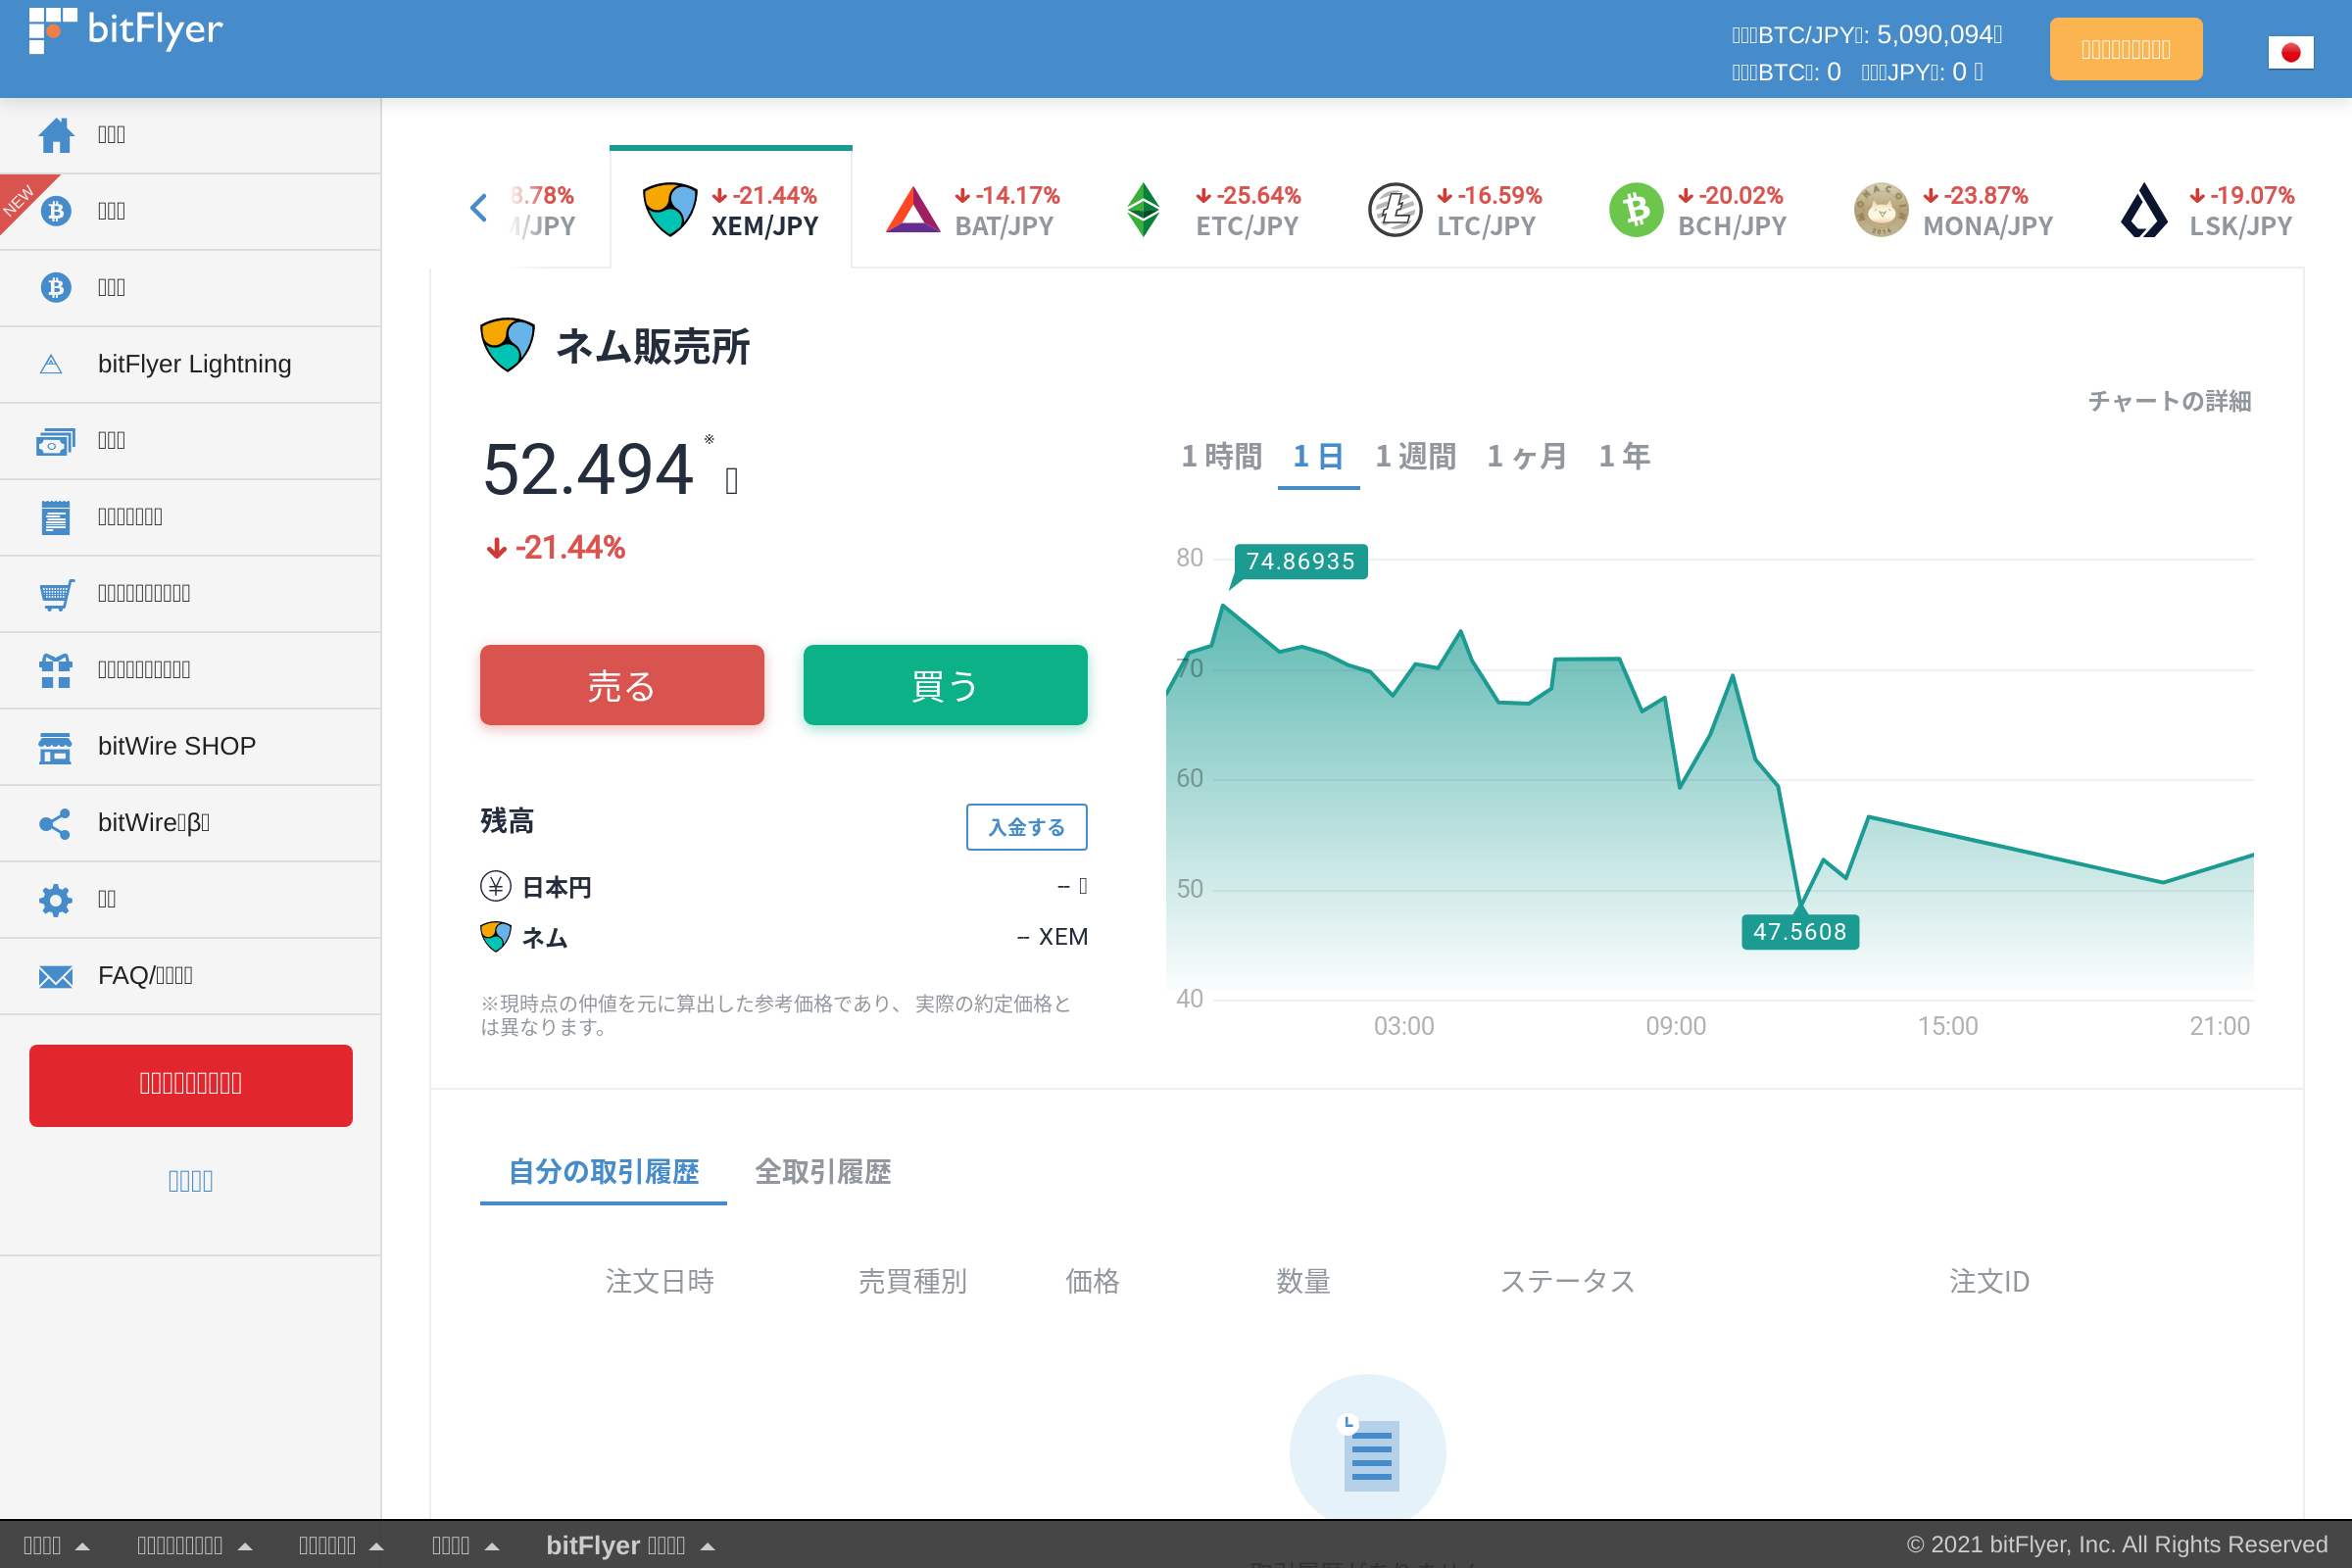 bitFlyer
BTC/JPY: 5,090,094
BTC: 0 JPY: 0
NEW
bitFlyer Lightning
bitWire SHOP
bitWire β
FAQ/
8.78%
/JPY
-21.44%
XEM/JPY
-14.17%
BAT/JPY
-25.64%
ETC/JPY
-16.59%
LTC/JPY
-20.02%
BCH/JPY
-23.87%
MONA/JPY
-19.07%
LSK/JPY
ネム販売所
チャートの詳細
52.494 ※
-21.44%
1 時間 1 日 1 週間 1 ヶ月 1 年
売る 買う
残高 入金する
日本円 --
ネム -- XEM
※現時点の仲値を元に算出した参考価格であり、 実際の約定価格と
は異なります。
80
74.86935
70
60
50
47.5608
40
03:00 09:00 15:00 21:00
自分の取引履歴 全取引履歴
注文日時 売買種別 価格 数量 ステータス 注文ID
bitFlyer
© 2021 bitFlyer, Inc. All Rights Reserved